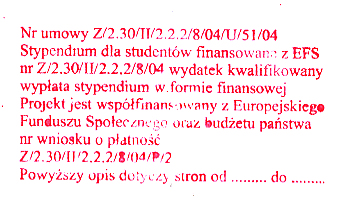 Nr umowy Z/2.30/II/2.2.2/8/04/U/51/04
Stypendium dla studentów finansowane z EFS
nr Z/2.30/II/2.2.2/8/04 wydatek kwalifikowany
wypłata stypendium w formie finansowej
Projekt jest współfinansowany z Europejskiego
Funduszu Społecznego oraz budżetu państwa
nr wniosku o płatność
Z/2.30/II/2.2.2/8/04/P/2
Powyższy opis dotyczy stron od ......... do .........